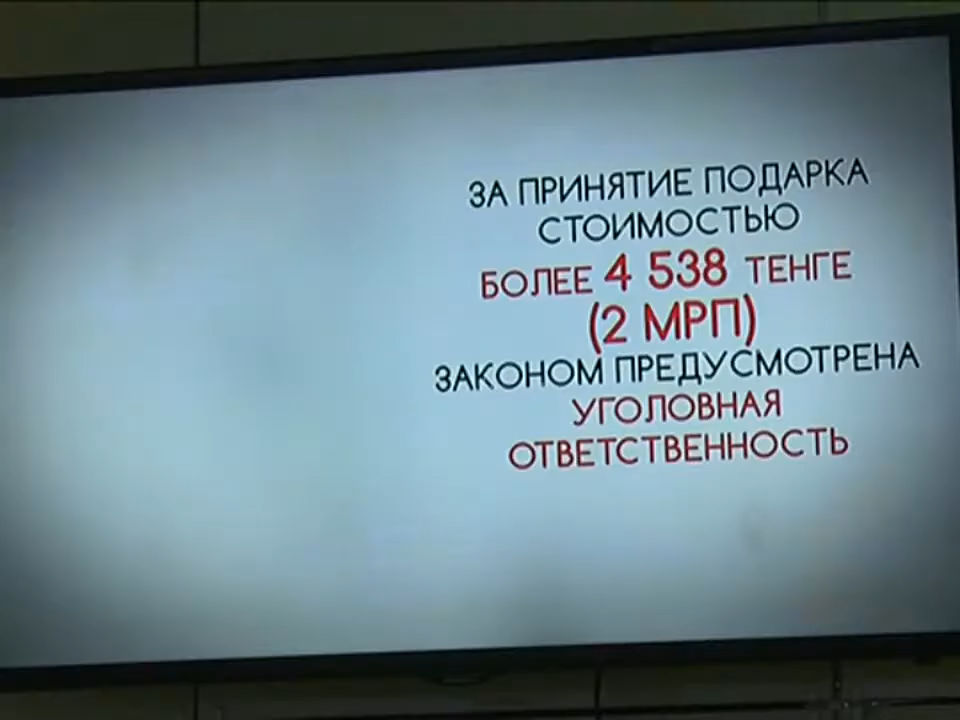 ЗА ПРИНЯТИЕ ПОДАРКА
СТОИМОСТЬЮ
БОЛЕЕ 4 538 ТЕНГЕ
(2 МРП)
ЗАКОНОМ ПРЕДУСМОТРЕНА
УГОЛОВНАЯ
ОТВЕТСТВЕННОСТЬ